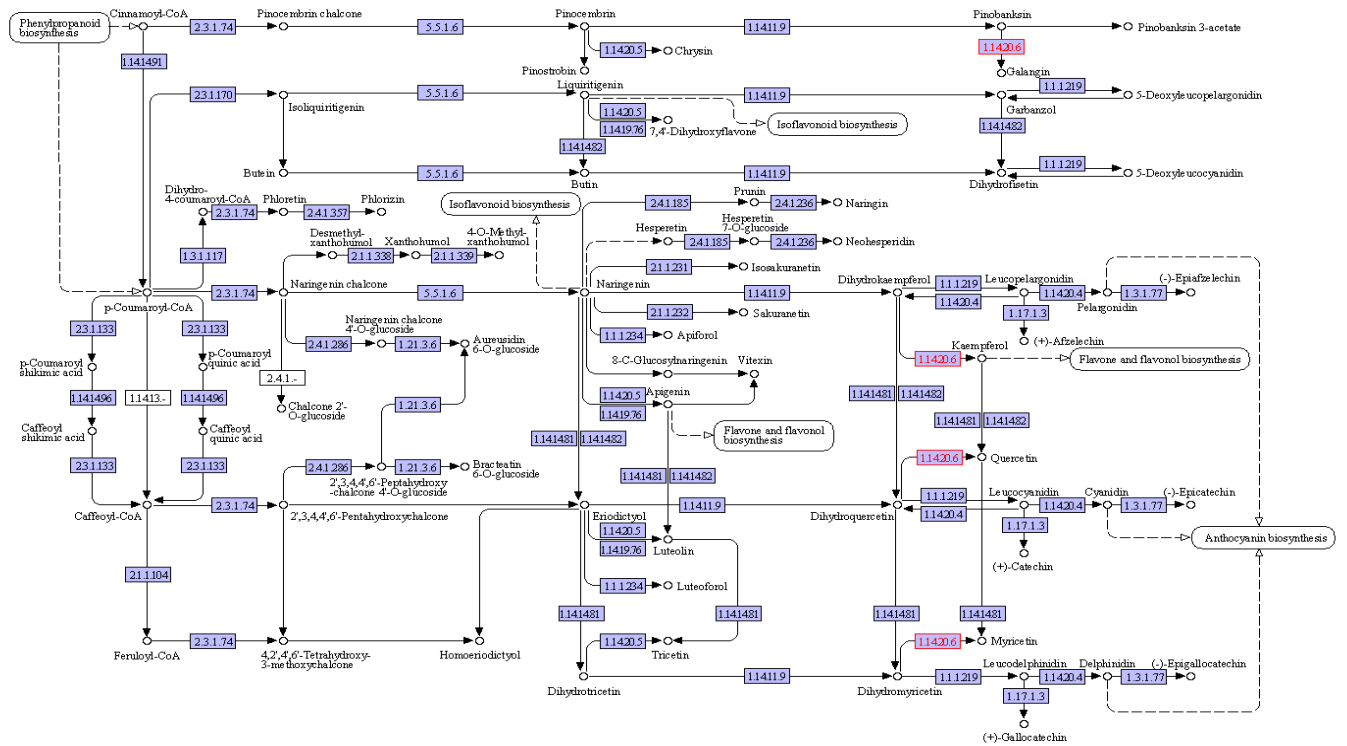 Phenylpropanoid
biosynthesis
Cinnamoyl-CoA
2.3.1.74
Pinocembrin chalcone
5.5.1.6
Pinocembrin
1.14.11.9
Pinobanksin
Pinobanksin 3-acetate
1.14.20.5
Chrysin
1.14.20.6
1.14.14.91
Pinostrobin
Galangin
2.3.1.170
Isoliquiritigenin
5.5.1.6
Liquiritigenin
1.14.11.9
1.1.1.219
Garbanzol
5-Deoxyleucopelargonidin
1.14.20.5
1.14.19.76
7,4'-Dihydroxyflavone
Isoflavonoid biosynthesis
1.14.14.82
1.14.14.82
Butein
5.5.1.6
Butin
1.14.11.9
1.1.1.219
Dihydrofisetin
5-Deoxyleucocyanidin
Dihydro-
4-coumaroyl-CoA
2.3.1.74
Phloretin
2.4.1.357
Phlorizin
Isoflavonoid biosynthesis
2.4.1.185
Prunin
2.4.1.236
Naringin
1.3.1.117
Desmethyl-
xanthohumol
2.1.1.338
Xanthohumol
2.1.1.339
4-O-Methyl-
xanthohumol
Hesperetin
2.4.1.185
Hesperetin
7-O-glucoside
2.4.1.236
Neohesperidin
2.1.1.231
Isosakuranetin
p-Coumaroyl-CoA
2.3.1.74
Naringenin chalcone
5.5.1.6
Naringenin
1.14.11.9
Dihydrokaempferol
1.1.1.219
1.14.20.4
Leucopelargonidin
1.14.20.4
Pelargonidin
1.3.1.77
(-)-Epiafzelechin
2.1.1.232
Sakuranetin
1.17.1.3
(+)-Afzelechin
2.3.1.133
2.3.1.133
Naringenin chalcone
4'-O-glucoside
2.4.1.286
1.21.3.6
Aureusidin
6-O-glucoside
1.1.1.234
Apiforol
Kaempferol
1.14.20.6
Flavone and flavonol biosynthesis
p-Coumaroyl
shikimic acid
p-Coumaroyl
quinic acid
8-C-Glucosylnaringenin
Vitexin
2.4.1.-
Chalcone 2'-
O-glucoside
1.14.14.96
1.14.13.-
1.14.14.96
1.21.3.6
1.14.20.5
1.14.19.76
Apigenin
1.14.14.81
1.14.14.82
Caffeoyl
shikimic acid
Caffeoyl
quinic acid
Flavone and flavonol
biosynthesis
1.14.14.81
1.14.14.82
1.14.14.81
1.14.14.82
2.3.1.133
2.3.1.133
2.4.1.286
1.21.3.6
Bracteatin
6-O-glucoside
2',3,4,4',6'-Peptahydroxy
-chalcone 4'-O-glucoside
1.14.14.81
1.14.14.82
1.14.20.6
Quercetin
Caffeoyl-CoA
2.3.1.74
2',3,4,4',6'-Pentahydroxychalcone
Eriodictyol
1.14.11.9
Dihydroquercetin
1.1.1.219
1.14.20.4
Leucocyanidin
1.14.20.4
Cyanidin
1.3.1.77
(-)-Epicatechin
1.14.20.5
1.14.19.76
Luteolin
1.17.1.3
(+)-Catechin
Anthocyanin biosynthesis
2.1.1.104
1.1.1.234
Luteoforol
1.14.14.81
1.14.14.81
1.14.14.81
1.14.14.81
Feruloyl-CoA
2.3.1.74
4,2',4',6'-Tetrahydroxy-
3-methoxychalcone
Homoeriodictyol
1.14.20.5
Tricetin
1.14.20.6
Myricetin
Dihydrotricetin
1.14.11.9
Dihydromyricetin
1.1.1.219
Leucodelphinidin
1.14.20.4
Delphinidin
1.3.1.77
(-)-Epigallocatechin
1.17.1.3
(+)-Gallocatechin